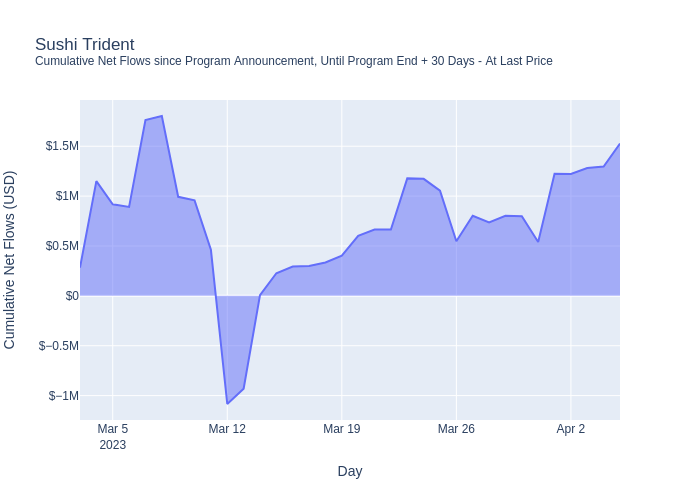 Sushi Trident
Cumulative Net Flows since Program Announcement, Until Program End + 30 Days - At Last Price
Cumulative Net Flows (USD)
$1.5M
$1M
$0.5M
$0
$−0.5M
$−1M
Mar 5
2023
Mar 12
Mar 19
Mar 26
Apr 2
Day